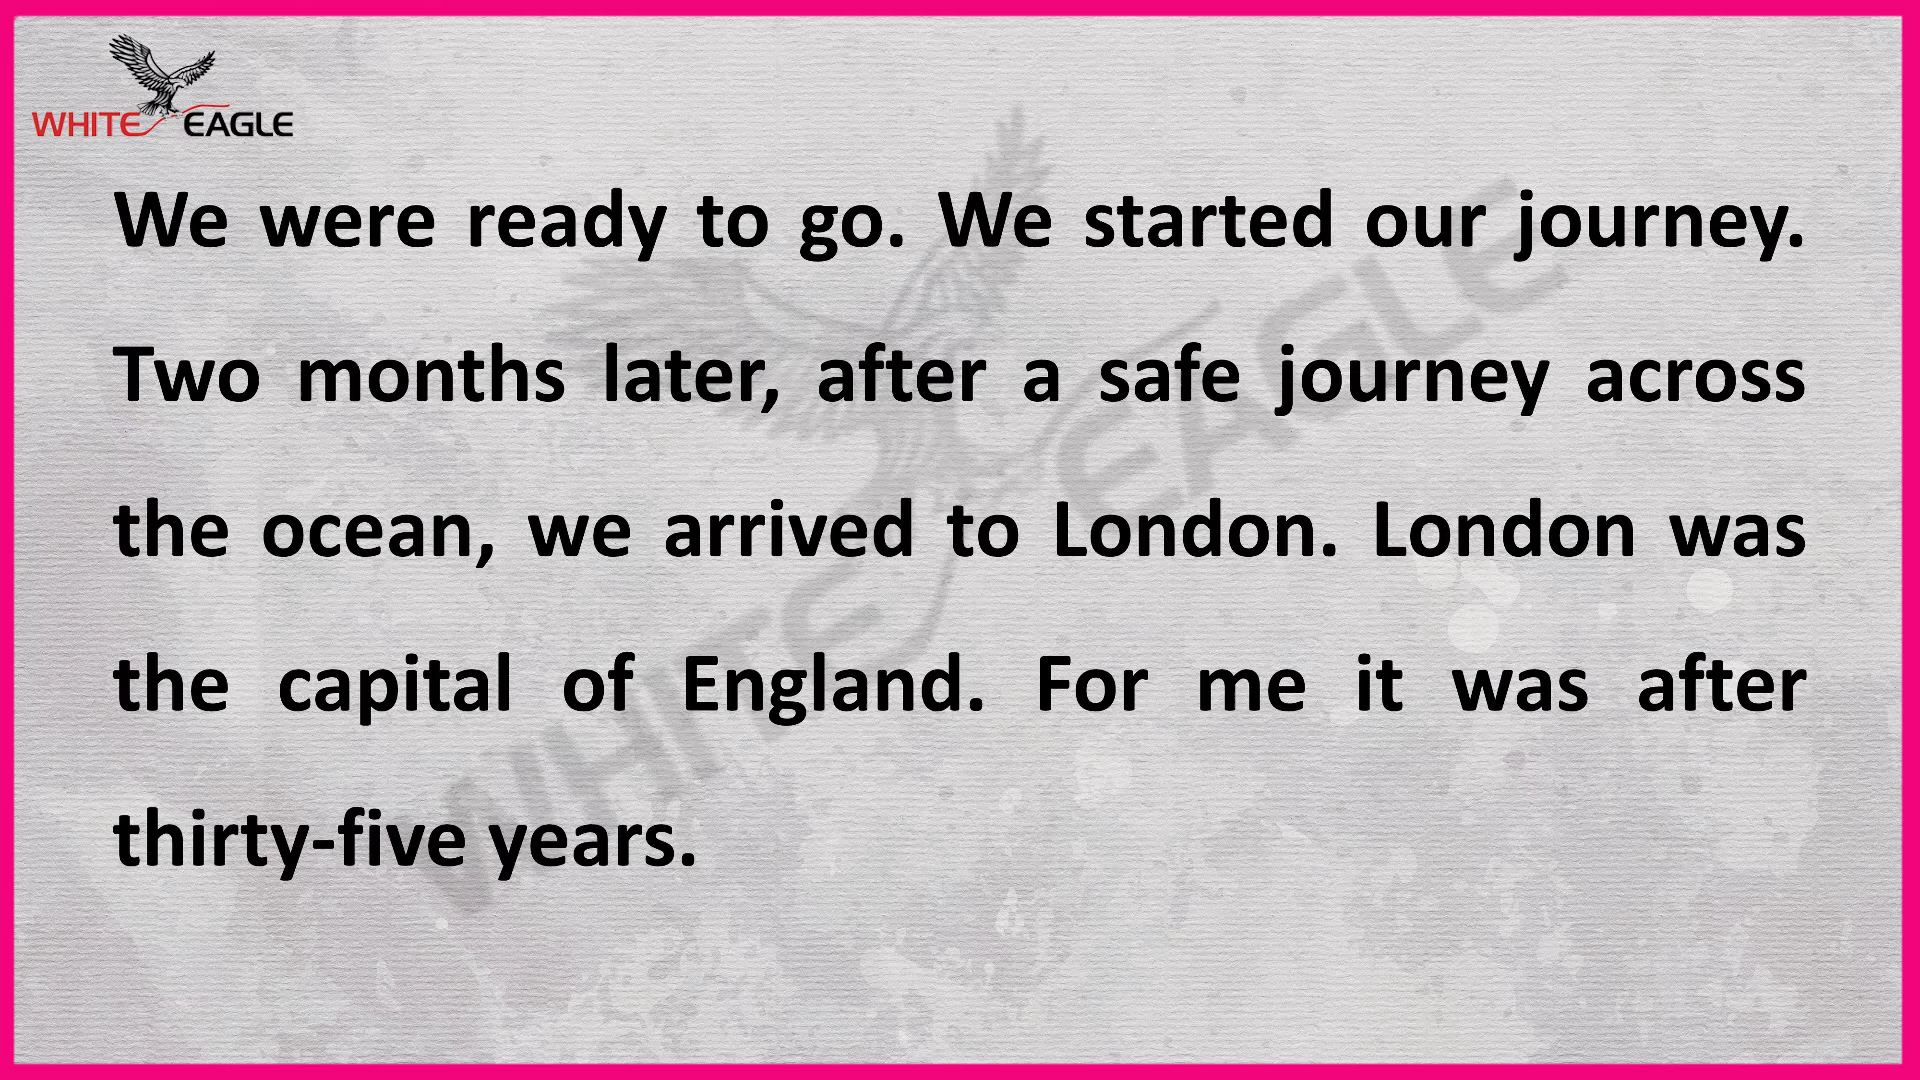 WHITE EAGLE
We were ready to go. We started our journey.
Two months later, after a safe journey across
the ocean, we arrived to London. London was
the capital of England. For me it was after
thirty-five years.
WHITE EAGLE